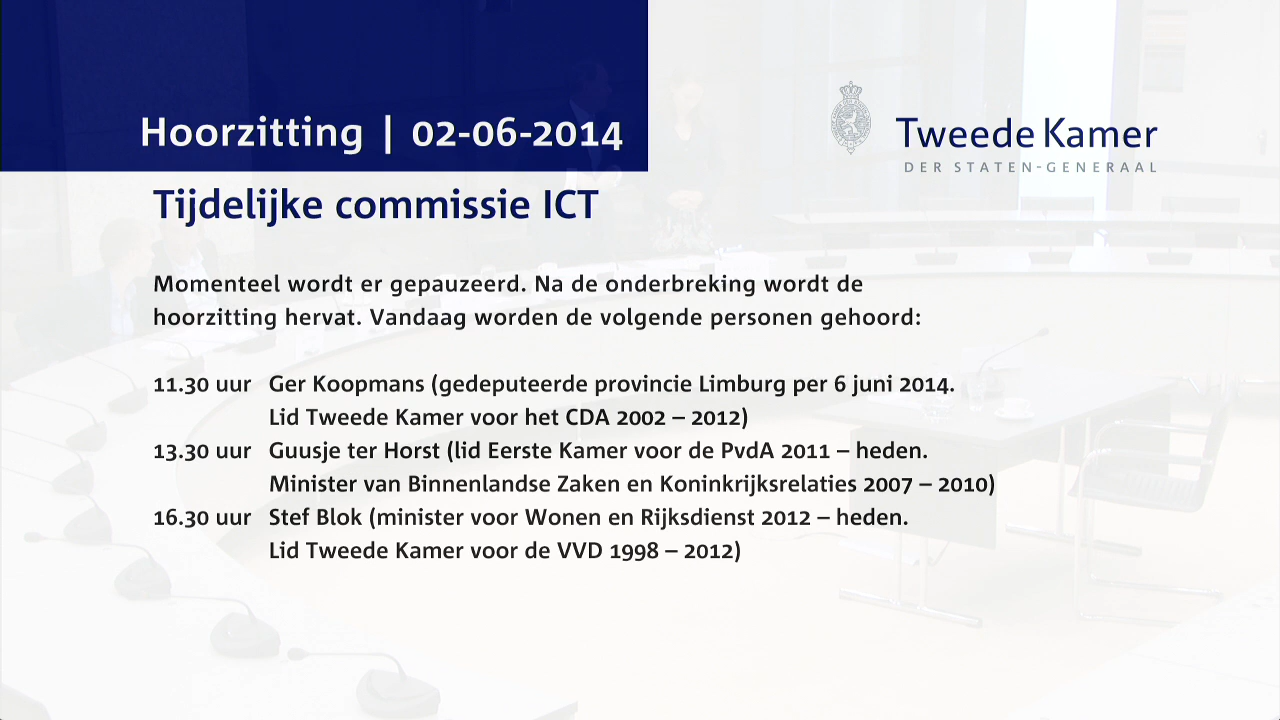 Hoorzitting | 02-06-2014
Tweede Kamer
DER STATEN-GENERAAL
Tijdelijke commissie ICT
Momenteel wordt er gepauzeerd. Na de onderbreking wordt de
hoorzitting hervat. Vandaag worden de volgende personen gehoord:
11.30 uur Ger Koopmans (gedeputeerde provincie Limburg per 6 juni 2014.
Lid Tweede Kamer voor het CDA 2002 – 2012)
13.30 uur Guusje ter Horst (lid Eerste Kamer voor de PvdA 2011 – heden.
Minister van Binnenlandse Zaken en Koninkrijksrelaties 2007 – 2010)
16.30 uur Stef Blok (minister voor Wonen en Rijksdienst 2012 – heden.
Lid Tweede Kamer voor de VVD 1998 – 2012)